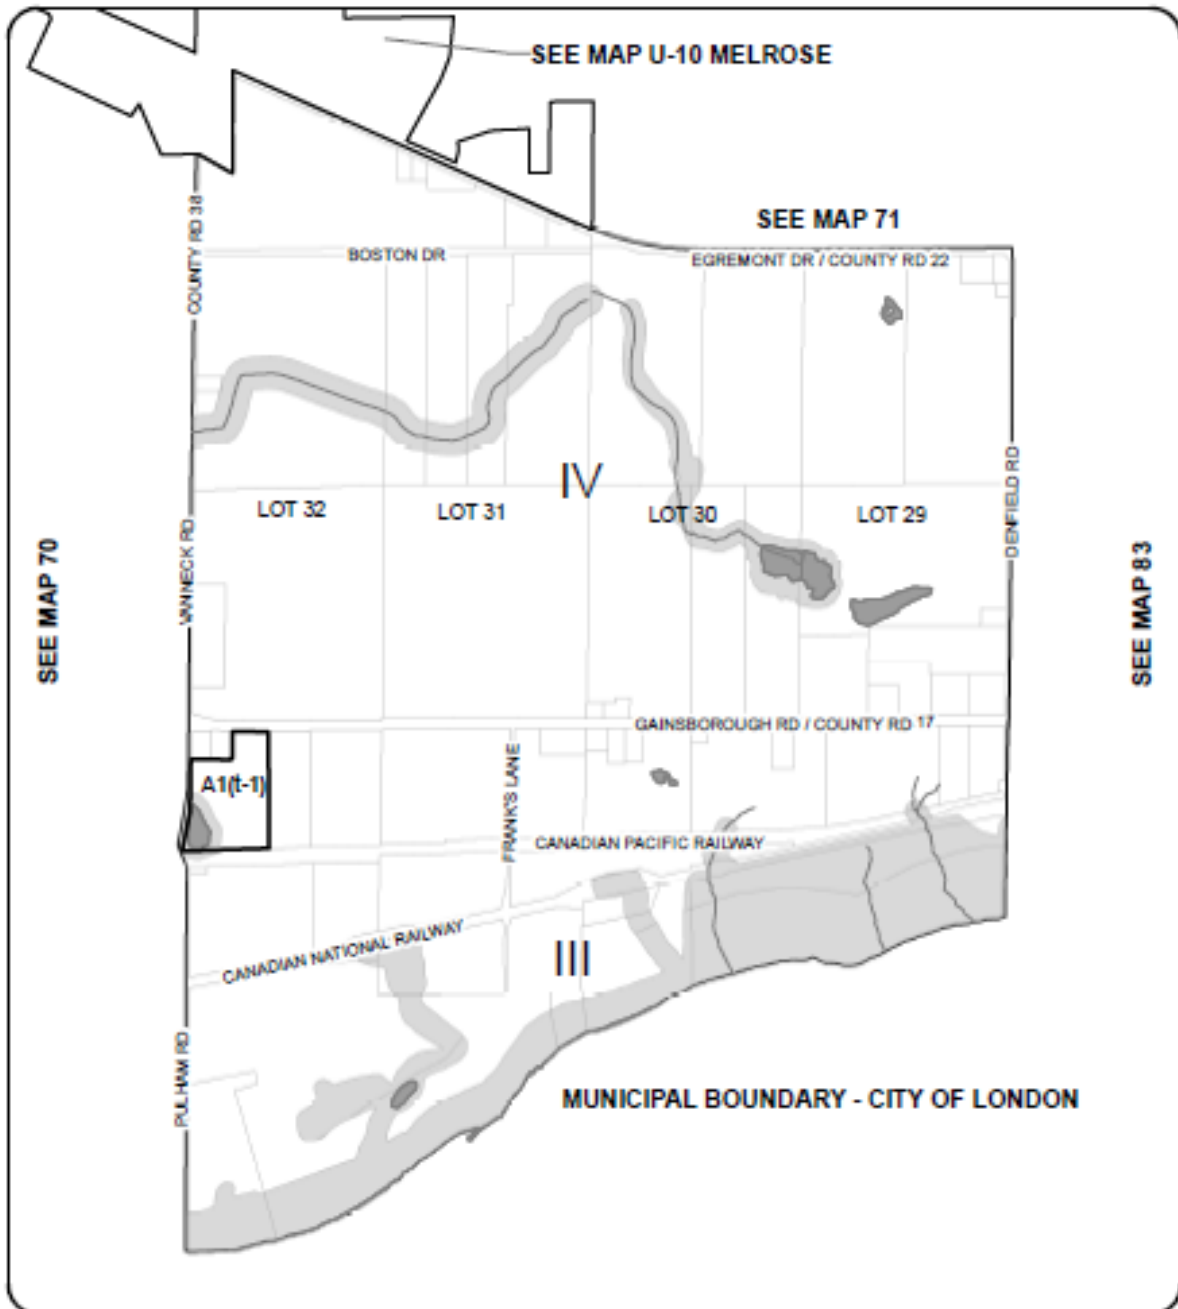 SEE MAP U-10 MELROSE
SEE MAP 71
COUNTY RD 38
BOSTON DR
EGREMONT DR / COUNTY RD 22
IV
LOT 32
LOT 31
LOT 30
LOT 29
DENFIELD RD
VANNECK RD
SEE MAP 70
SEE MAP 83
GAINSBOROUGH RD / COUNTY RD 17
A1(t-1)
FRANK'S LANE
CANADIAN PACIFIC RAILWAY
CANADIAN NATIONAL RAILWAY
III
PULHAM RD
MUNICIPAL BOUNDARY - CITY OF LONDON